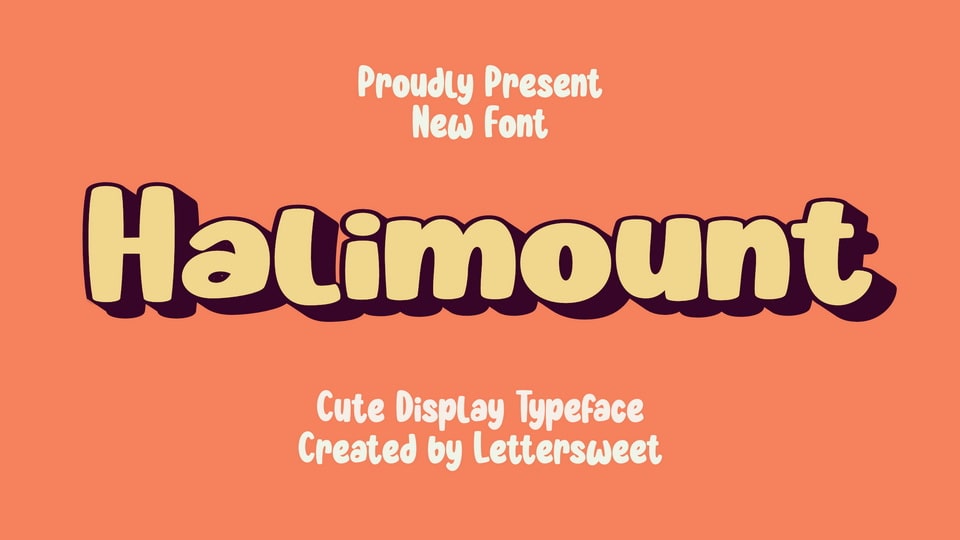 Proudly Present
New Font
Halimount
Cute Display Typeface
Created by Lettersweet